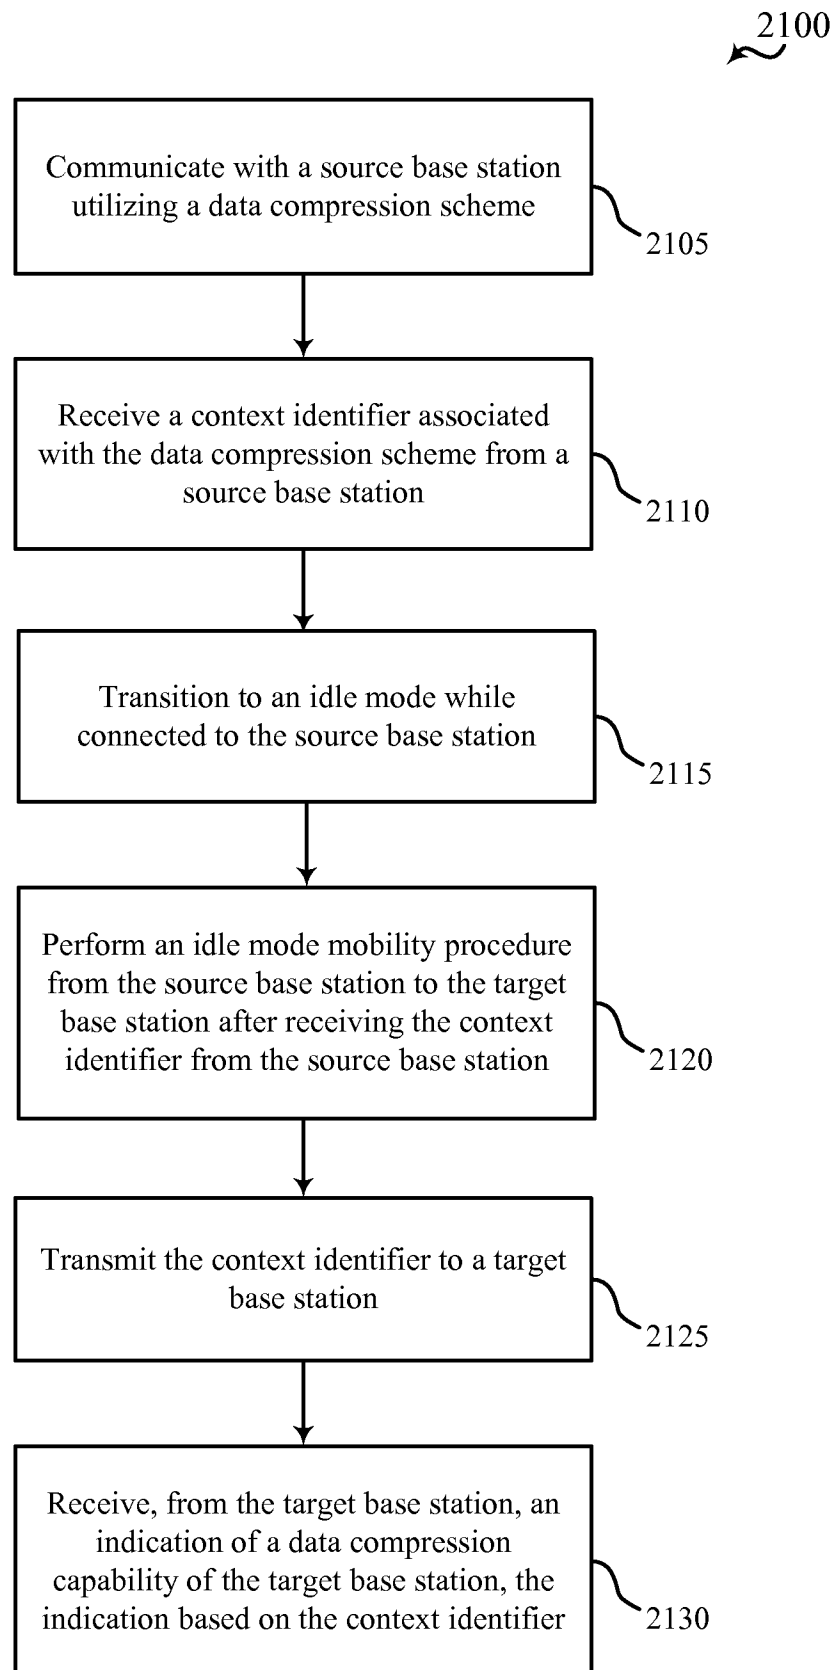 2100
Communicate with a source base station
utilizing a data compression scheme
2105
Receive a context identifier associated
with the data compression scheme from a
source base station
2110
Transition to an idle mode while
connected to the source base station
2115
Perform an idle mode mobility procedure
from the source base station to the target
base station after receiving the context
identifier from the source base station
2120
Transmit the context identifier to a target
base station
2125
Receive, from the target base station, an
indication of a data compression
capability of the target base station, the
indication based on the context identifier
2130